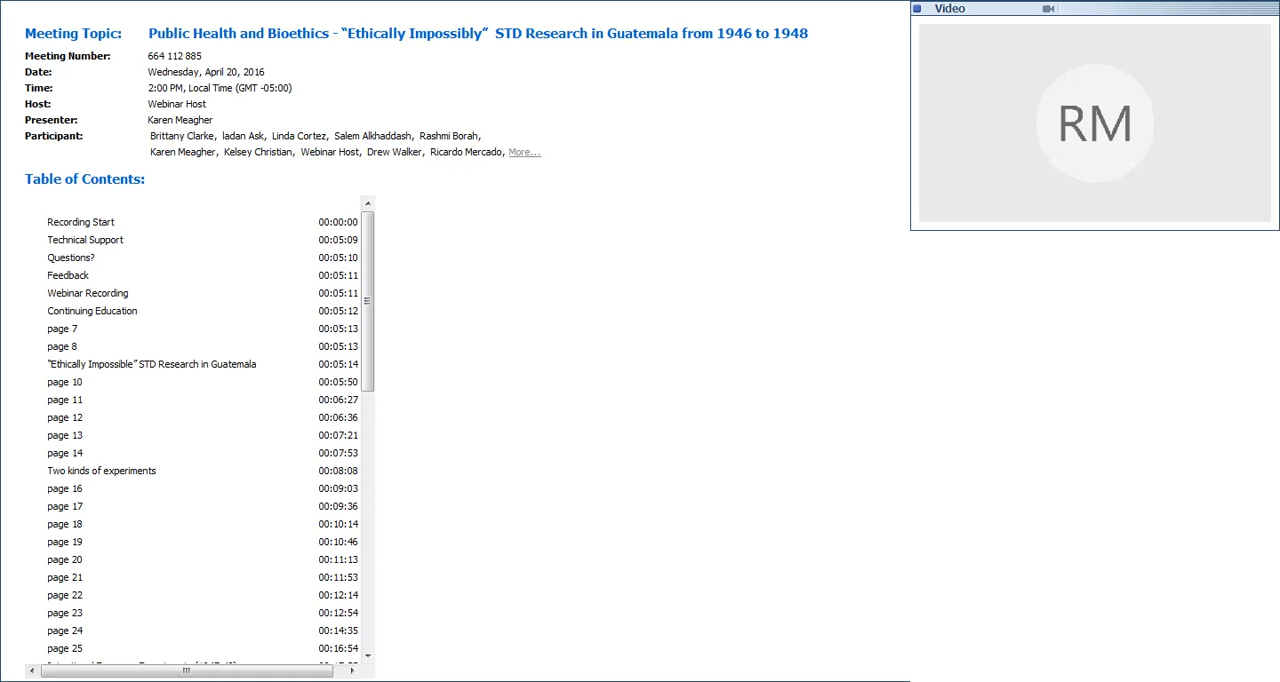 Meeting Topic: Public Health and Bioethics - “Ethically Impossibly” STD Research in Guatemala from 1946 to 1948
Meeting Number: 664 112 885
Date: Wednesday, April 20, 2016
Time: 2:00 PM, Local Time (GMT -05:00)
Host: Webinar Host
Presenter: Karen Meagher
Participant: Brittany Clarke, ladan Ask, Linda Cortez, Salem Alkhaddash, Rashmi Borah,
Karen Meagher, Kelsey Christian, Webinar Host, Drew Walker, Ricardo Mercado, More...
Table of Contents:
Recording Start 00:00:00
Technical Support 00:05:09
Questions? 00:05:10
Feedback 00:05:11
Webinar Recording 00:05:11
Continuing Education 00:05:12
page 7 00:05:13
page 8 00:05:13
“Ethically Impossible” STD Research in Guatemala 00:05:14
page 10 00:05:50
page 11 00:06:27
page 12 00:06:36
page 13 00:07:21
page 14 00:07:53
Two kinds of experiments 00:08:08
page 16 00:09:03
page 17 00:09:36
page 18 00:10:14
page 19 00:10:46
page 20 00:11:13
page 21 00:11:53
page 22 00:12:14
page 23 00:12:54
page 24 00:14:35
page 25 00:16:54
Video
RM